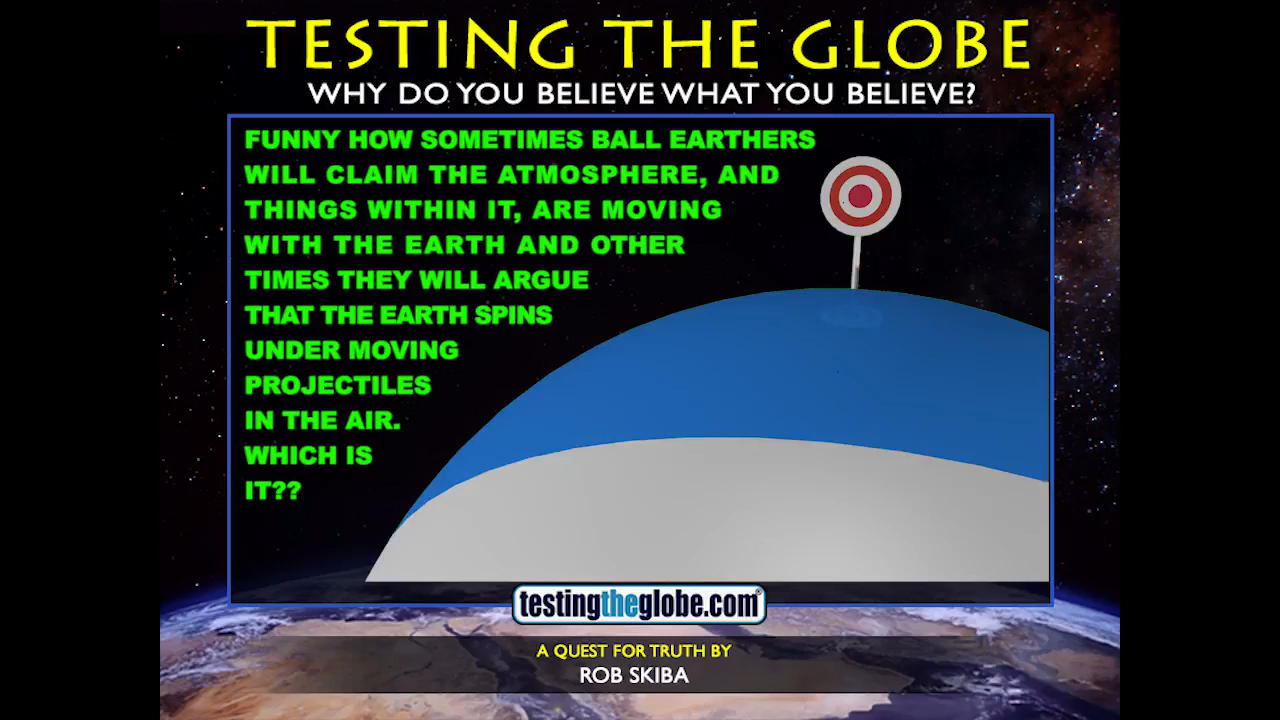 TESTING THE GLOBE
WHY DO YOU BELIEVE WHAT YOU BELIEVE?
FUNNY HOW SOMETIMES BALL EARTHERS
WILL CLAIM THE ATMOSPHERE, AND
THINGS WITHIN IT, ARE MOVING
WITH THE EARTH AND OTHER
TIMES THEY WILL ARGUE
THAT THE EARTH SPINS
UNDER MOVING
PROJECTILES
IN THE AIR.
WHICH IS
IT??
testingtheglobe.com®
A QUEST FOR TRUTH BY
ROB SKIBA